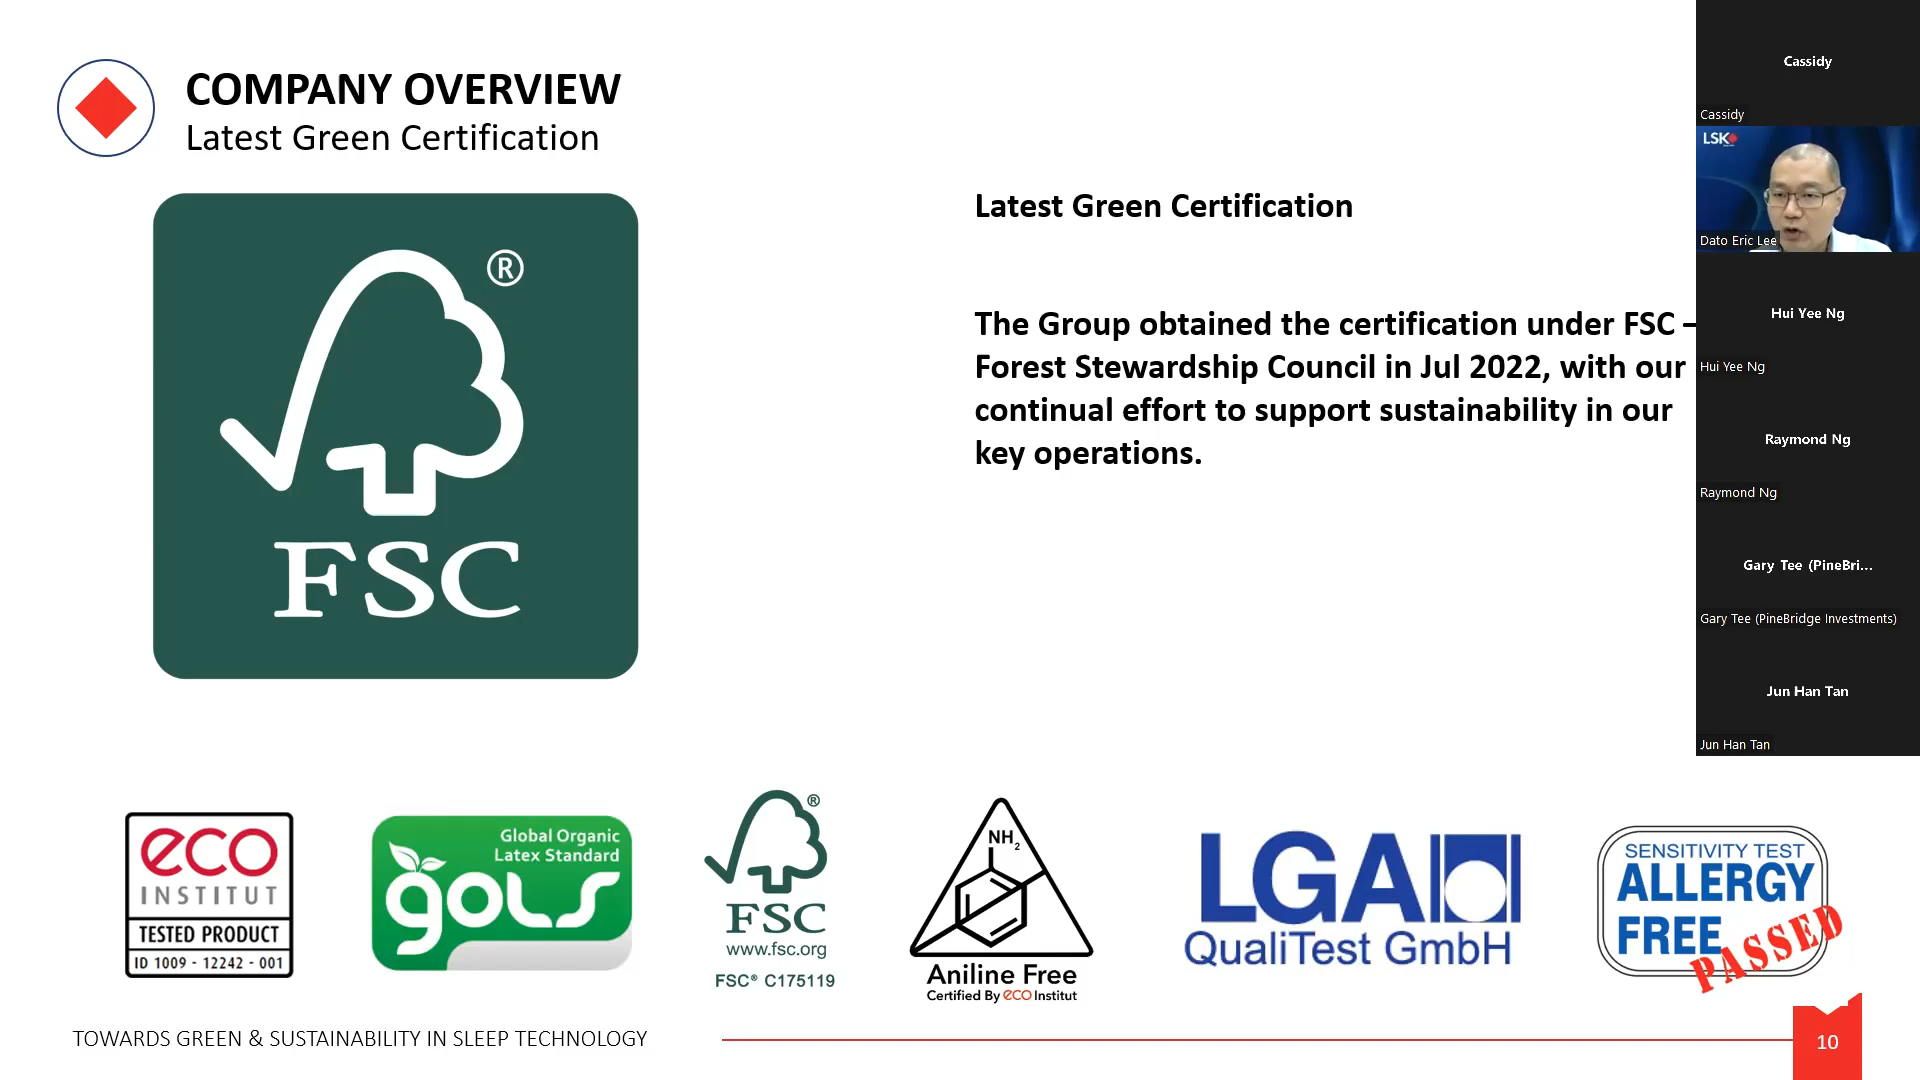 COMPANY OVERVIEW
Latest Green Certification
®
FSC
Latest Green Certification
The Group obtained the certification under FSC –
Forest Stewardship Council in Jul 2022, with our
continual effort to support sustainability in our
key operations.
Cassidy
Cassidy
LSK
Dato Eric Lee
Hui Yee Ng
Hui Yee Ng
Raymond Ng
Raymond Ng
Gary Tee (PineBri...
Gary Tee (PineBridge Investments)
Jun Han Tan
Jun Han Tan
eco
INSTITUT
TESTED PRODUCT
ID 1009 - 12242 - 001
Global Organic
Latex Standard
gols
®
FSC
www.fsc.org
FSC® C175119
NH2
Aniline Free
Certified By eco Institut
LGA
QualiTest GmbH
SENSITIVITY TEST
ALLERGY
FREE
PASSED
TOWARDS GREEN & SUSTAINABILITY IN SLEEP TECHNOLOGY
10